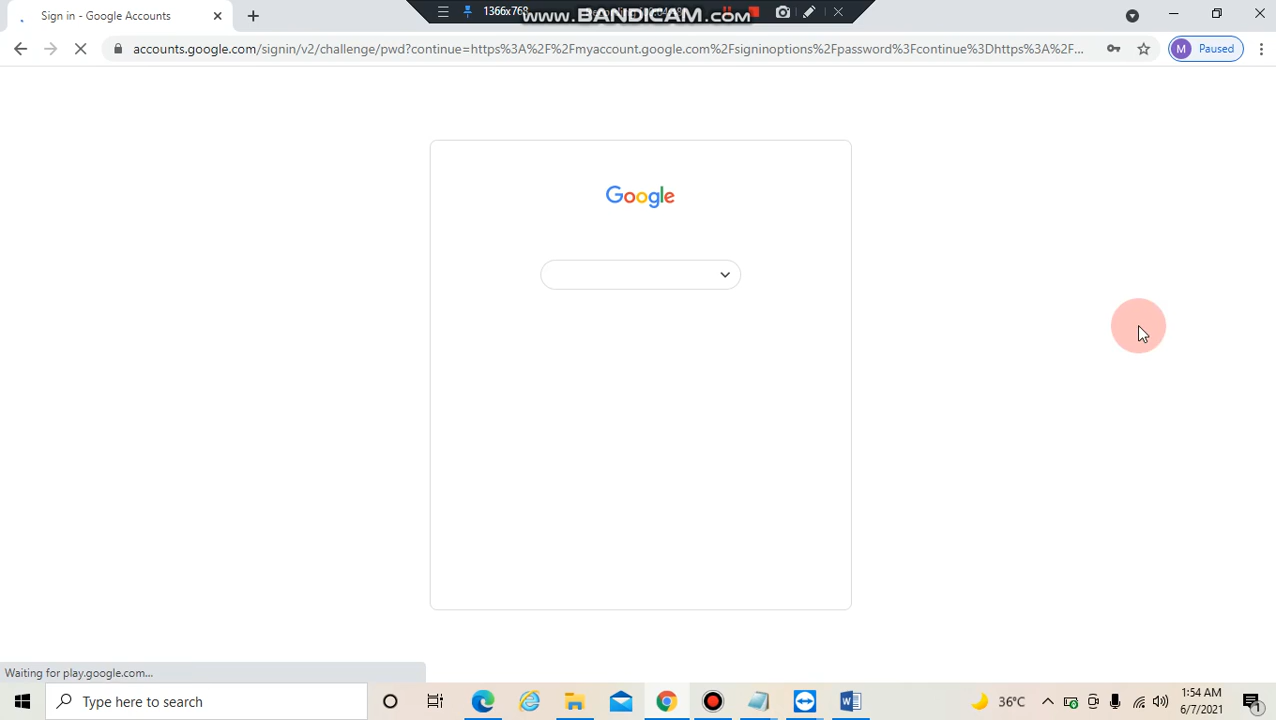 Sign in - Google Accounts
1366x768
www.BANDICAM.com
accounts.google.com/signin/v2/challenge/pwd?continue=https%3A%2F%2Fmyaccount.google.com%2Fsigninoptions%2Fpassword%3Fcontinue%3Dhttps%3A%2F...
M Paused
Google
Waiting for play.google.com...
Type here to search
36°C
1:54 AM
6/7/2021
1